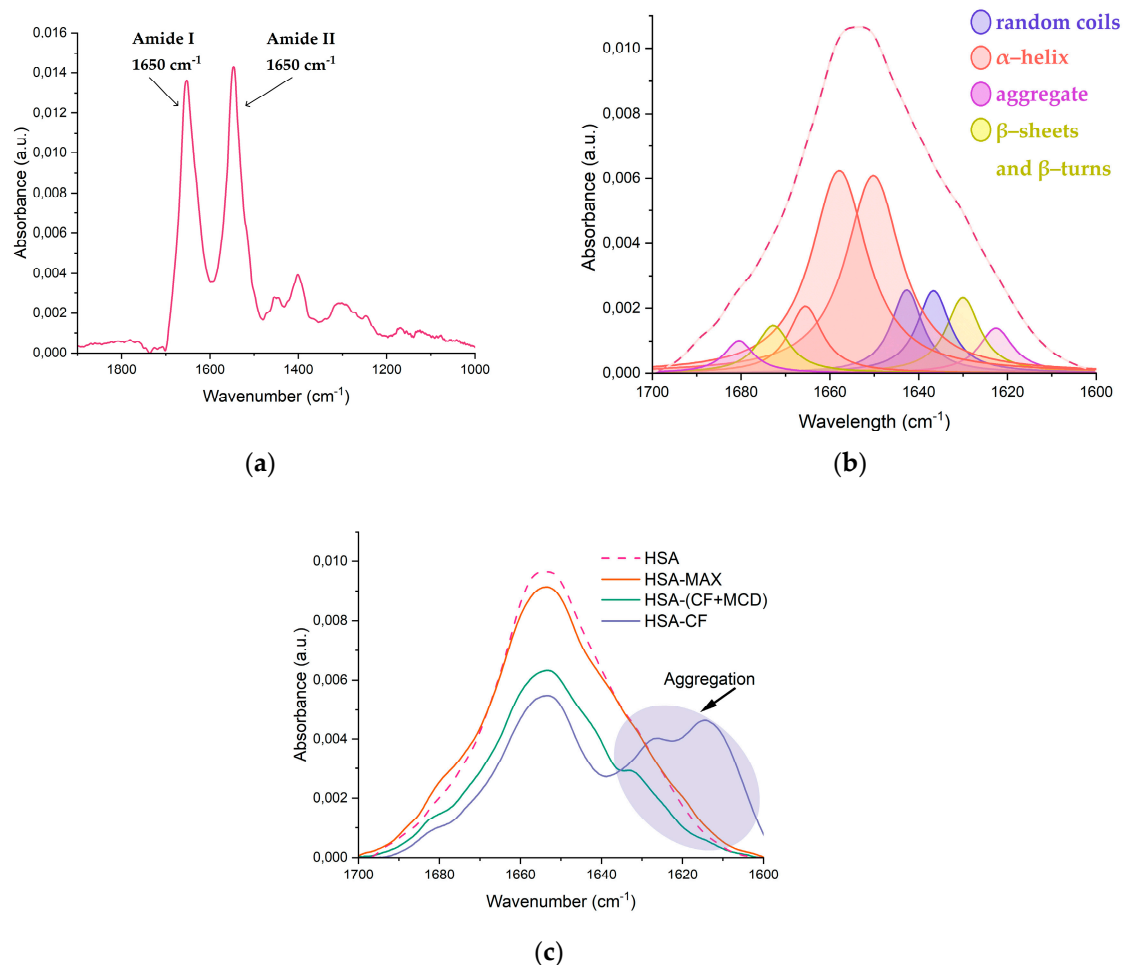 Amide I
1650 cm⁻¹
Amide II
1650 cm⁻¹
0,016
0,014
0,012
0,010
0,008
0,006
0,004
0,002
0,000
Absorbance (a.u.)
1800
1600
1400
1200
1000
Wavenumber (cm⁻¹)
(a)
random coils
α–helix
aggregate
β–sheets
and β–turns
0,010
0,008
0,006
0,004
0,002
0,000
Absorbance (a.u.)
1700
1680
1660
1640
1620
1600
Wavelength (cm⁻¹)
(b)
HSA
HSA-MAX
HSA-(CF+MCD)
HSA-CF
Aggregation
0,010
0,008
0,006
0,004
0,002
0,000
Absorbance (a.u.)
1700
1680
1660
1640
1620
1600
Wavenumber (cm⁻¹)
(c)